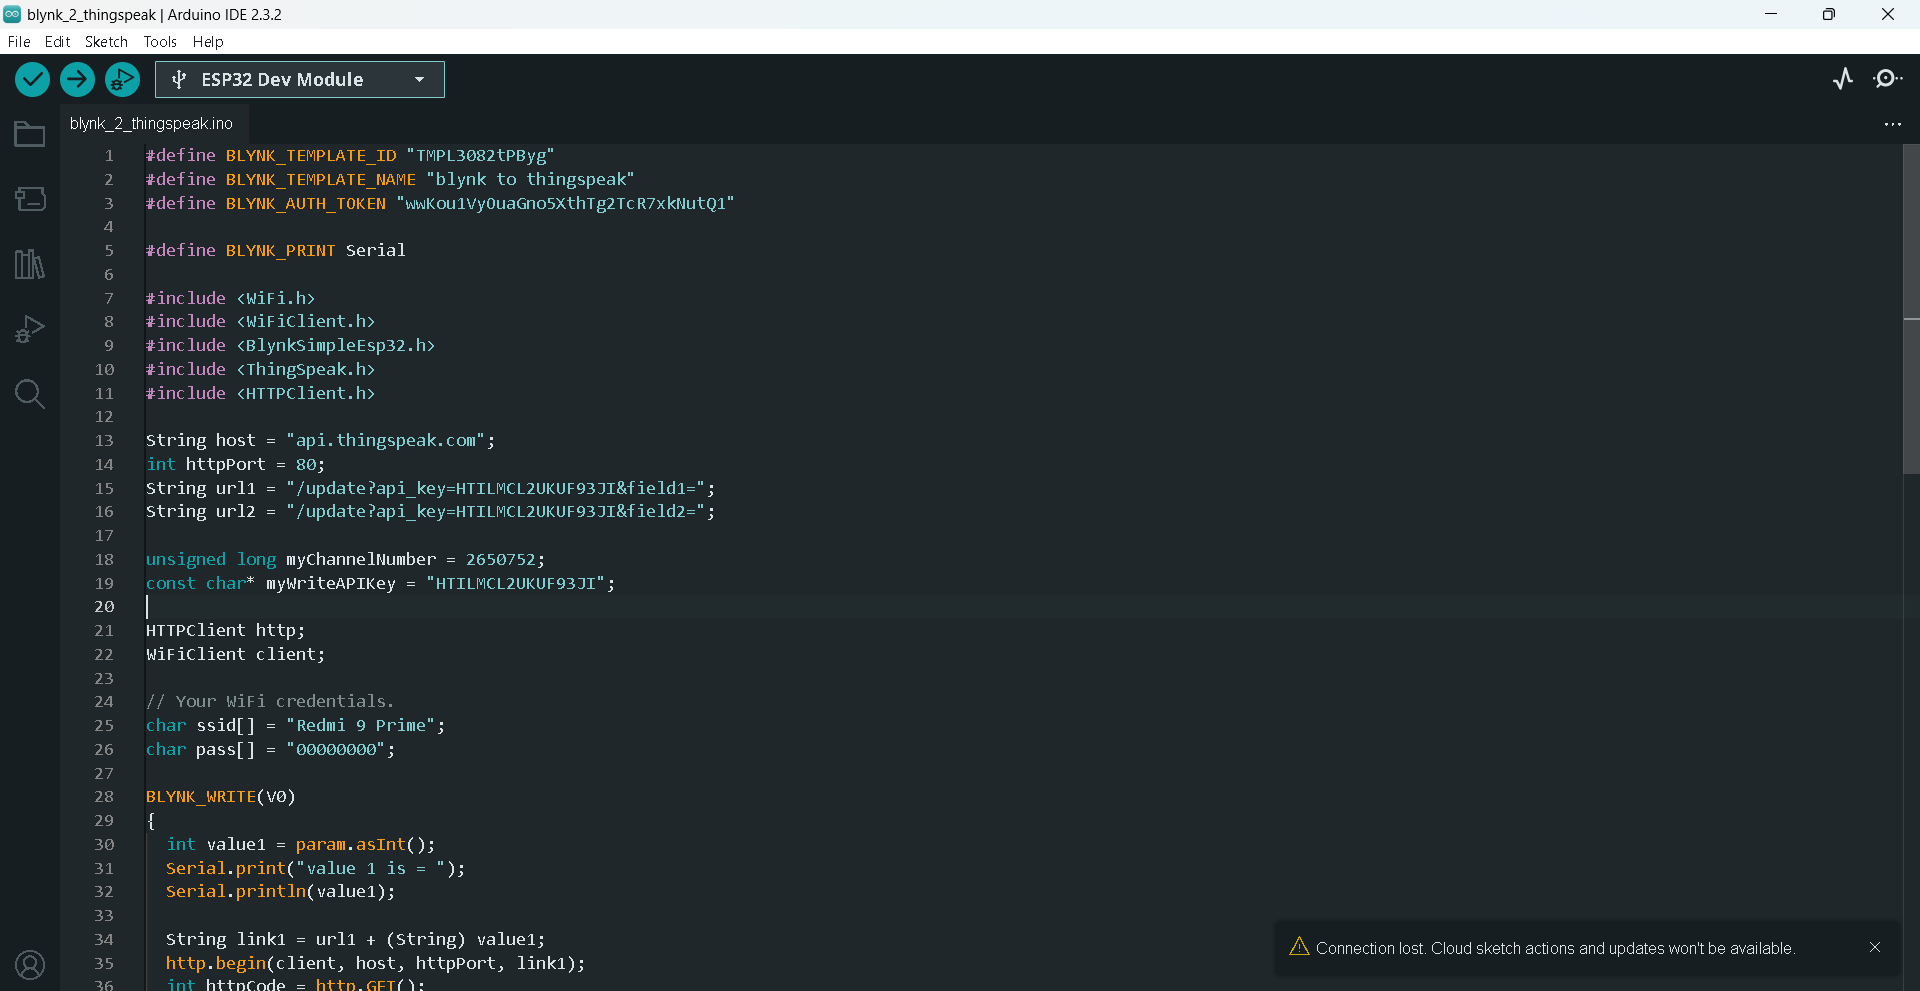 blynk_2_thingspeak | Arduino IDE 2.3.2
File Edit Sketch Tools Help
ESP32 Dev Module
blynk_2_thingspeak.ino
1 #define BLYNK_TEMPLATE_ID "TMPL3082tPByg"
2 #define BLYNK_TEMPLATE_NAME "blynk to thingspeak"
3 #define BLYNK_AUTH_TOKEN "wwKou1VyOuaGno5XthTg2TcR7xkNutQ1"
4
5 #define BLYNK_PRINT Serial
6
7 #include <WiFi.h>
8 #include <WiFiClient.h>
9 #include <BlynkSimpleEsp32.h>
10 #include <ThingSpeak.h>
11 #include <HTTPClient.h>
12
13 String host = "api.thingspeak.com";
14 int httpPort = 80;
15 String url1 = "/update?api_key=HTILMCL2UKUF93JI&field1=";
16 String url2 = "/update?api_key=HTILMCL2UKUF93JI&field2=";
17
18 unsigned long myChannelNumber = 2650752;
19 const char* myWriteAPIKey = "HTILMCL2UKUF93JI";
20
21 HTTPClient http;
22 WiFiClient client;
23
24 // Your WiFi credentials.
25 char ssid[] = "Redmi 9 Prime";
26 char pass[] = "00000000";
27
28 BLYNK_WRITE(V0)
29 {
30 int value1 = param.asInt();
31 Serial.print("value 1 is = ");
32 Serial.println(value1);
33
34 String link1 = url1 + (String) value1;
35 http.begin(client, host, httpPort, link1);
36 int httpCode = http.GET();
Connection lost. Cloud sketch actions and updates won't be available.